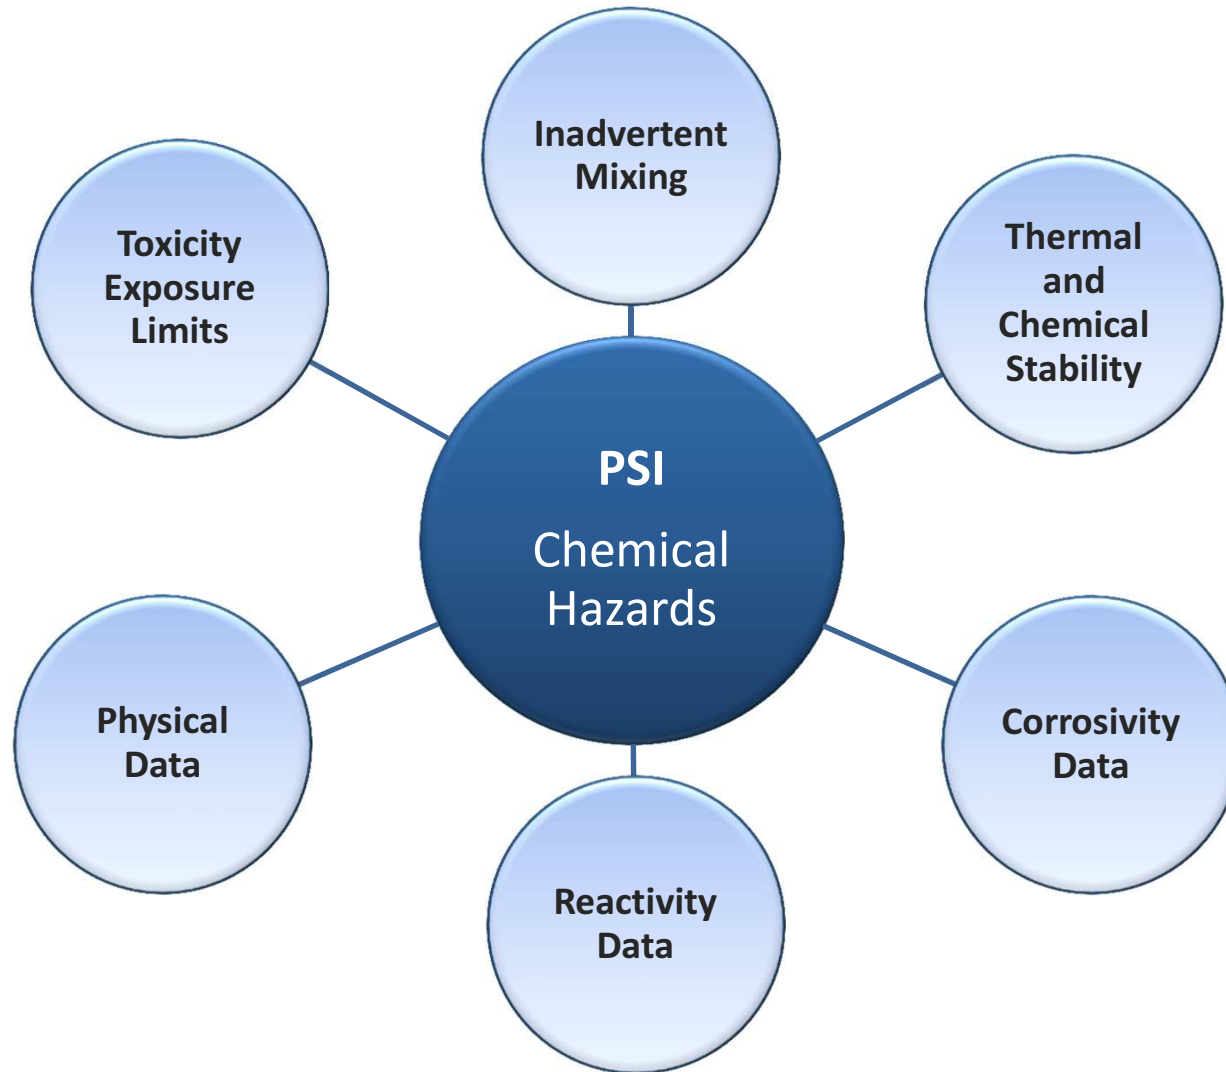 Inadvertent
Mixing
Toxicity
Exposure
Limits
Thermal
and
Chemical
Stability
PSI
Chemical
Hazards
Physical
Data
Corrosivity
Data
Reactivity
Data